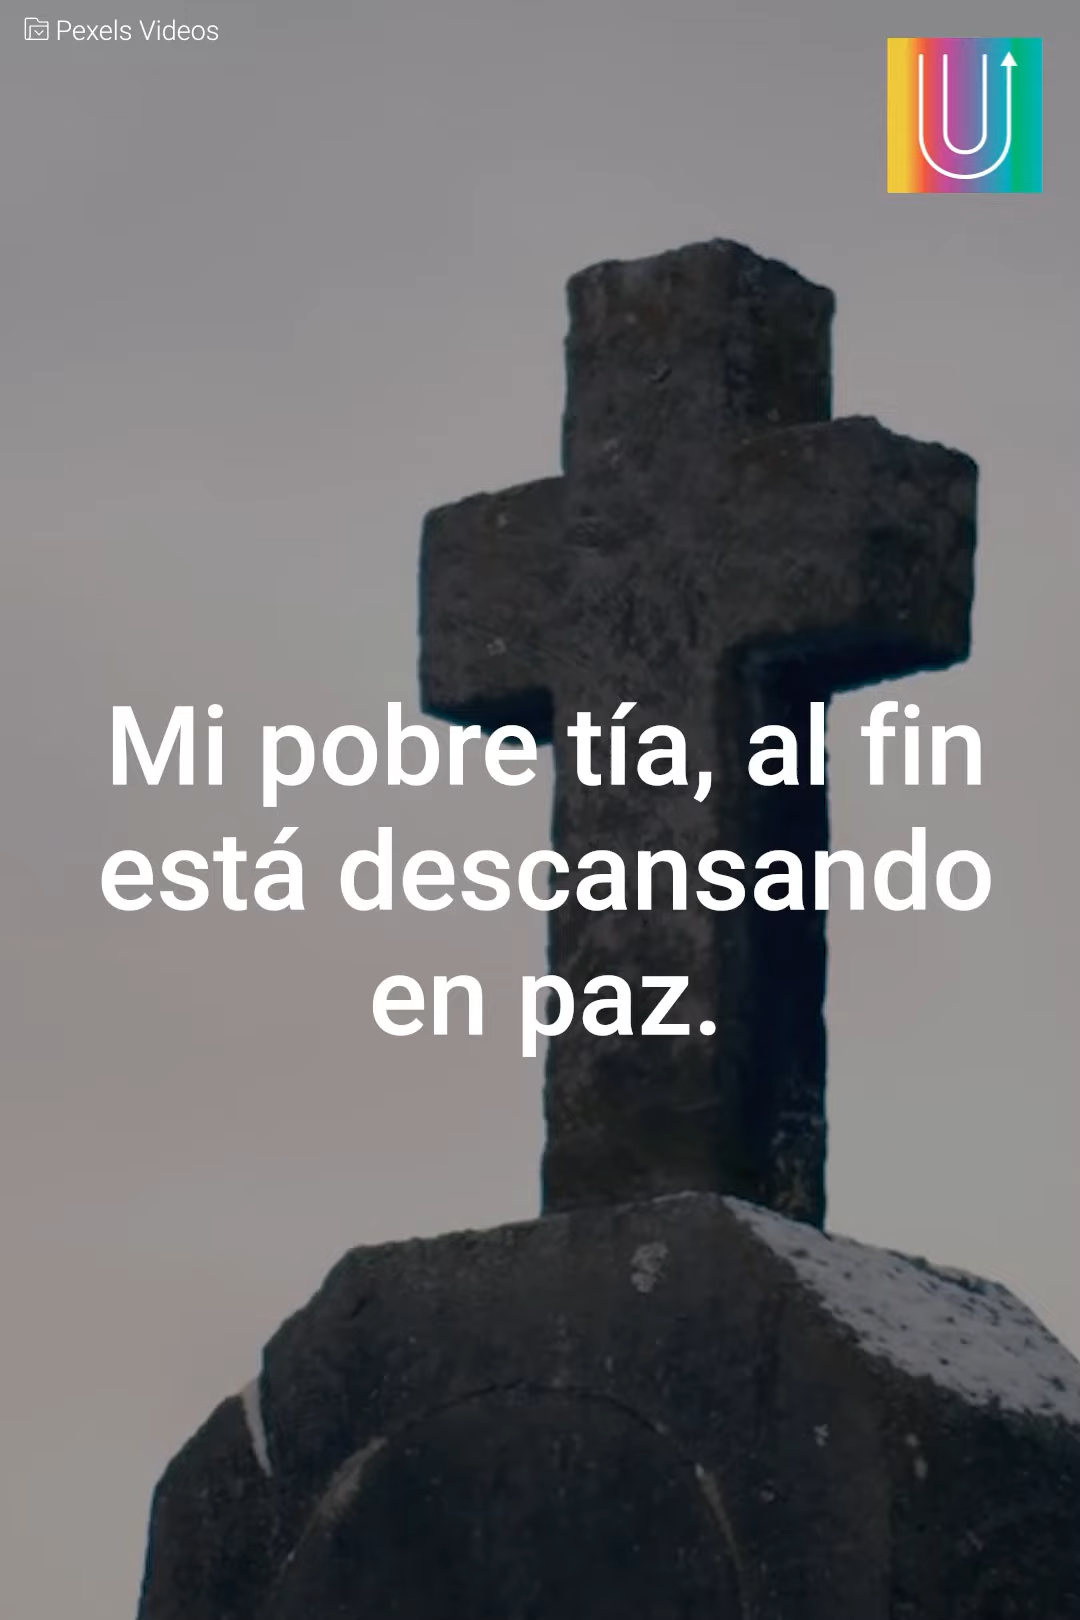 Pexels Videos
Mi pobre tía, al fin
está descansando
en paz.